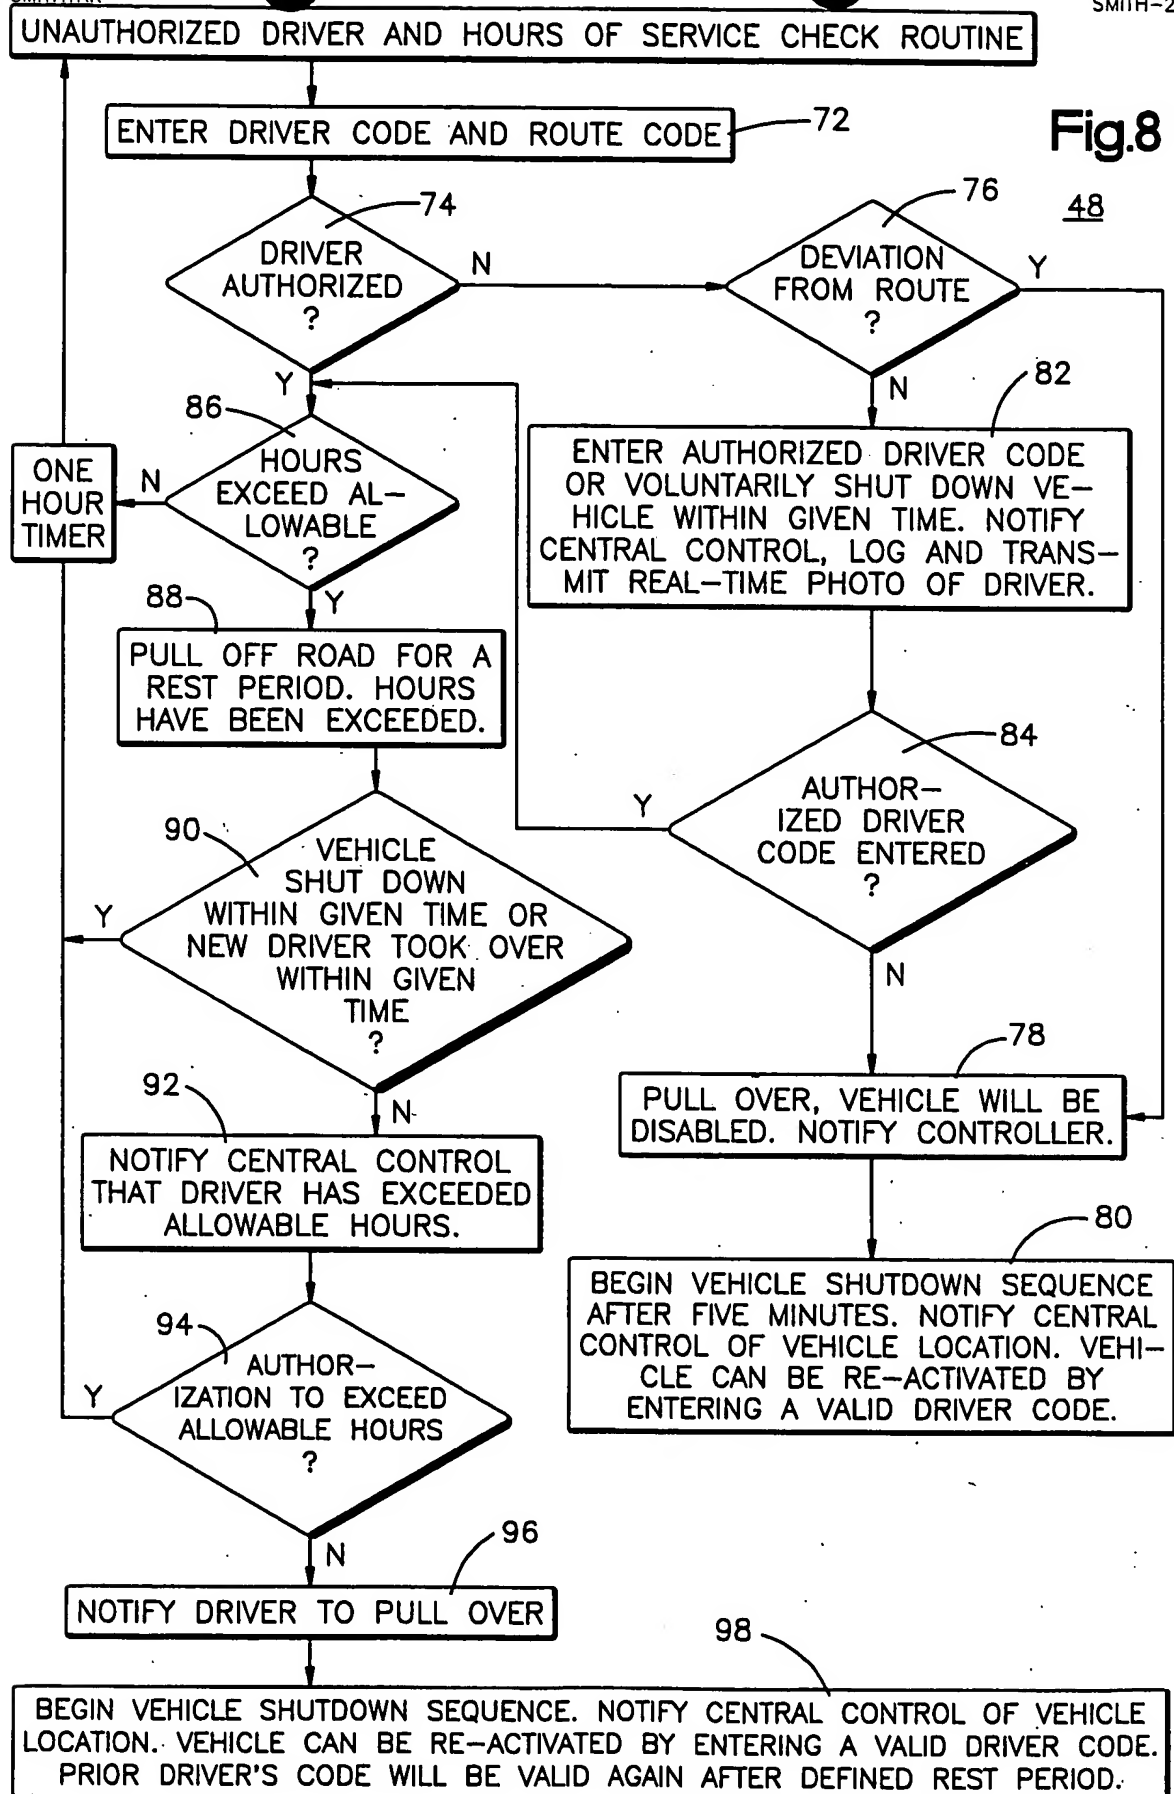 SMITH-2
UNAUTHORIZED DRIVER AND HOURS OF SERVICE CHECK ROUTINE
ENTER DRIVER CODE AND ROUTE CODE
72
Fig.8
48
74
DRIVER
AUTHORIZED
?
N
Y
76
DEVIATION
FROM ROUTE
?
Y
N
82
ENTER AUTHORIZED DRIVER CODE
OR VOLUNTARILY SHUT DOWN VE-
HICLE WITHIN GIVEN TIME. NOTIFY
CENTRAL CONTROL, LOG AND TRANS-
MIT REAL-TIME PHOTO OF DRIVER.
86
HOURS
EXCEED AL-
LOWABLE
?
N
Y
ONE
HOUR
TIMER
88
PULL OFF ROAD FOR A
REST PERIOD. HOURS
HAVE BEEN EXCEEDED.
84
AUTHOR-
IZED DRIVER
CODE ENTERED
?
Y
N
90
VEHICLE
SHUT DOWN
WITHIN GIVEN TIME OR
NEW DRIVER TOOK OVER
WITHIN GIVEN
TIME
?
Y
N
78
PULL OVER, VEHICLE WILL BE
DISABLED. NOTIFY CONTROLLER.
92
NOTIFY CENTRAL CONTROL
THAT DRIVER HAS EXCEEDED
ALLOWABLE HOURS.
80
BEGIN VEHICLE SHUTDOWN SEQUENCE
AFTER FIVE MINUTES. NOTIFY CENTRAL
CONTROL OF VEHICLE LOCATION. VEHI-
CLE CAN BE RE-ACTIVATED BY
ENTERING A VALID DRIVER CODE.
94
AUTHOR-
IZATION TO EXCEED
ALLOWABLE HOURS
?
Y
N
96
NOTIFY DRIVER TO PULL OVER
98
BEGIN VEHICLE SHUTDOWN SEQUENCE. NOTIFY CENTRAL CONTROL OF VEHICLE
LOCATION. VEHICLE CAN BE RE-ACTIVATED BY ENTERING A VALID DRIVER CODE.
PRIOR DRIVER'S CODE WILL BE VALID AGAIN AFTER DEFINED REST PERIOD.